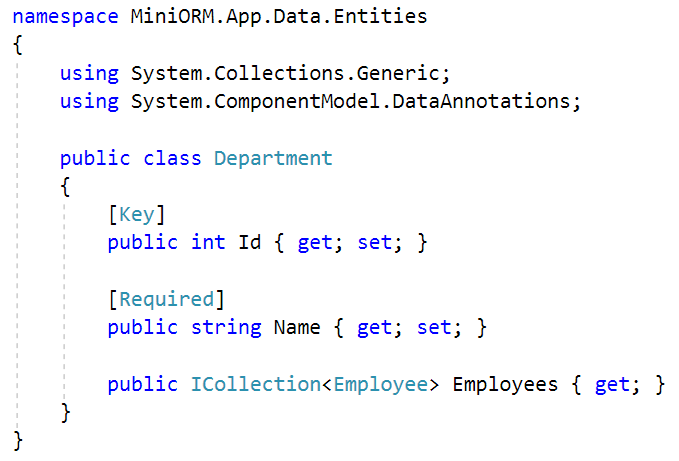 namespace MiniORM.App.Data.Entities
{
    using System.Collections.Generic;
    using System.ComponentModel.DataAnnotations;

    public class Department
    {
        [Key]
        public int Id { get; set; }

        [Required]
        public string Name { get; set; }

        public ICollection<Employee> Employees { get; }
    }
}